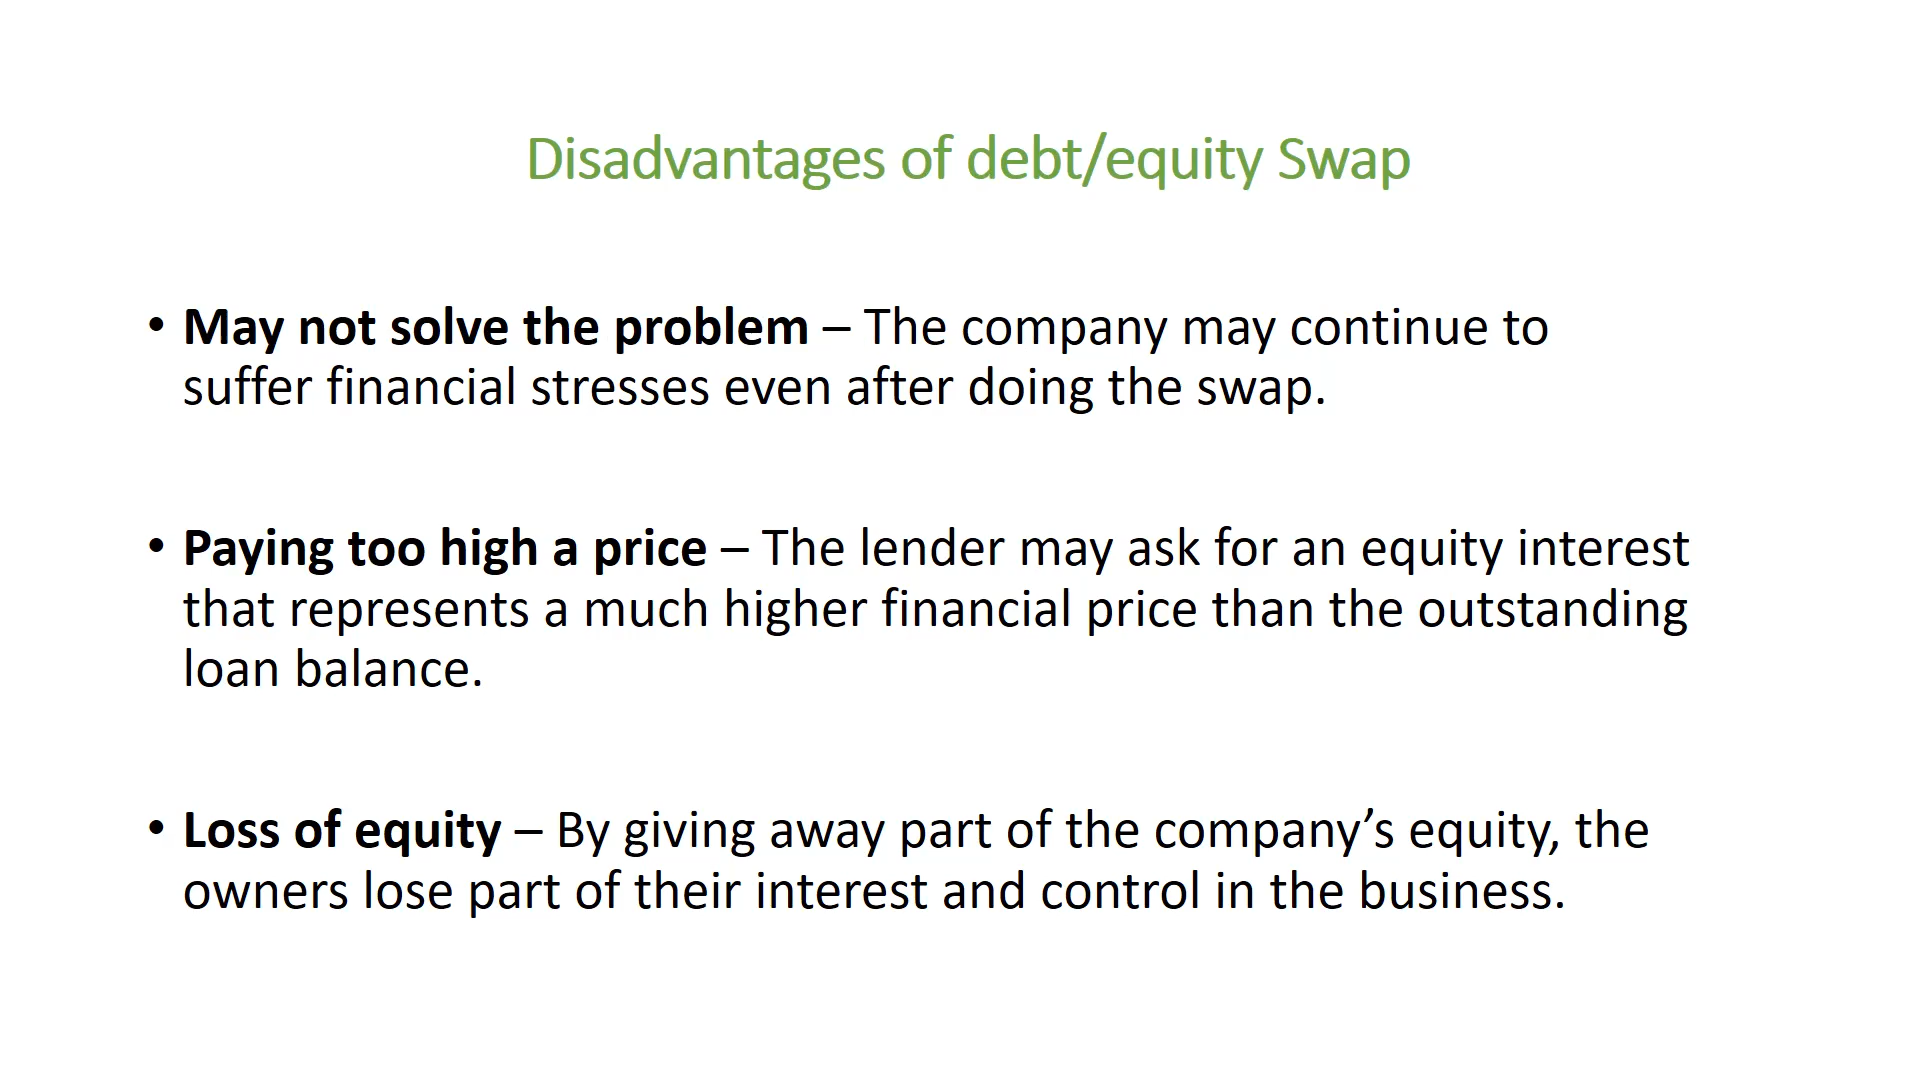 Disadvantages of debt/equity Swap
• May not solve the problem – The company may continue to
suffer financial stresses even after doing the swap.
• Paying too high a price – The lender may ask for an equity interest
that represents a much higher financial price than the outstanding
loan balance.
• Loss of equity – By giving away part of the company’s equity, the
owners lose part of their interest and control in the business.